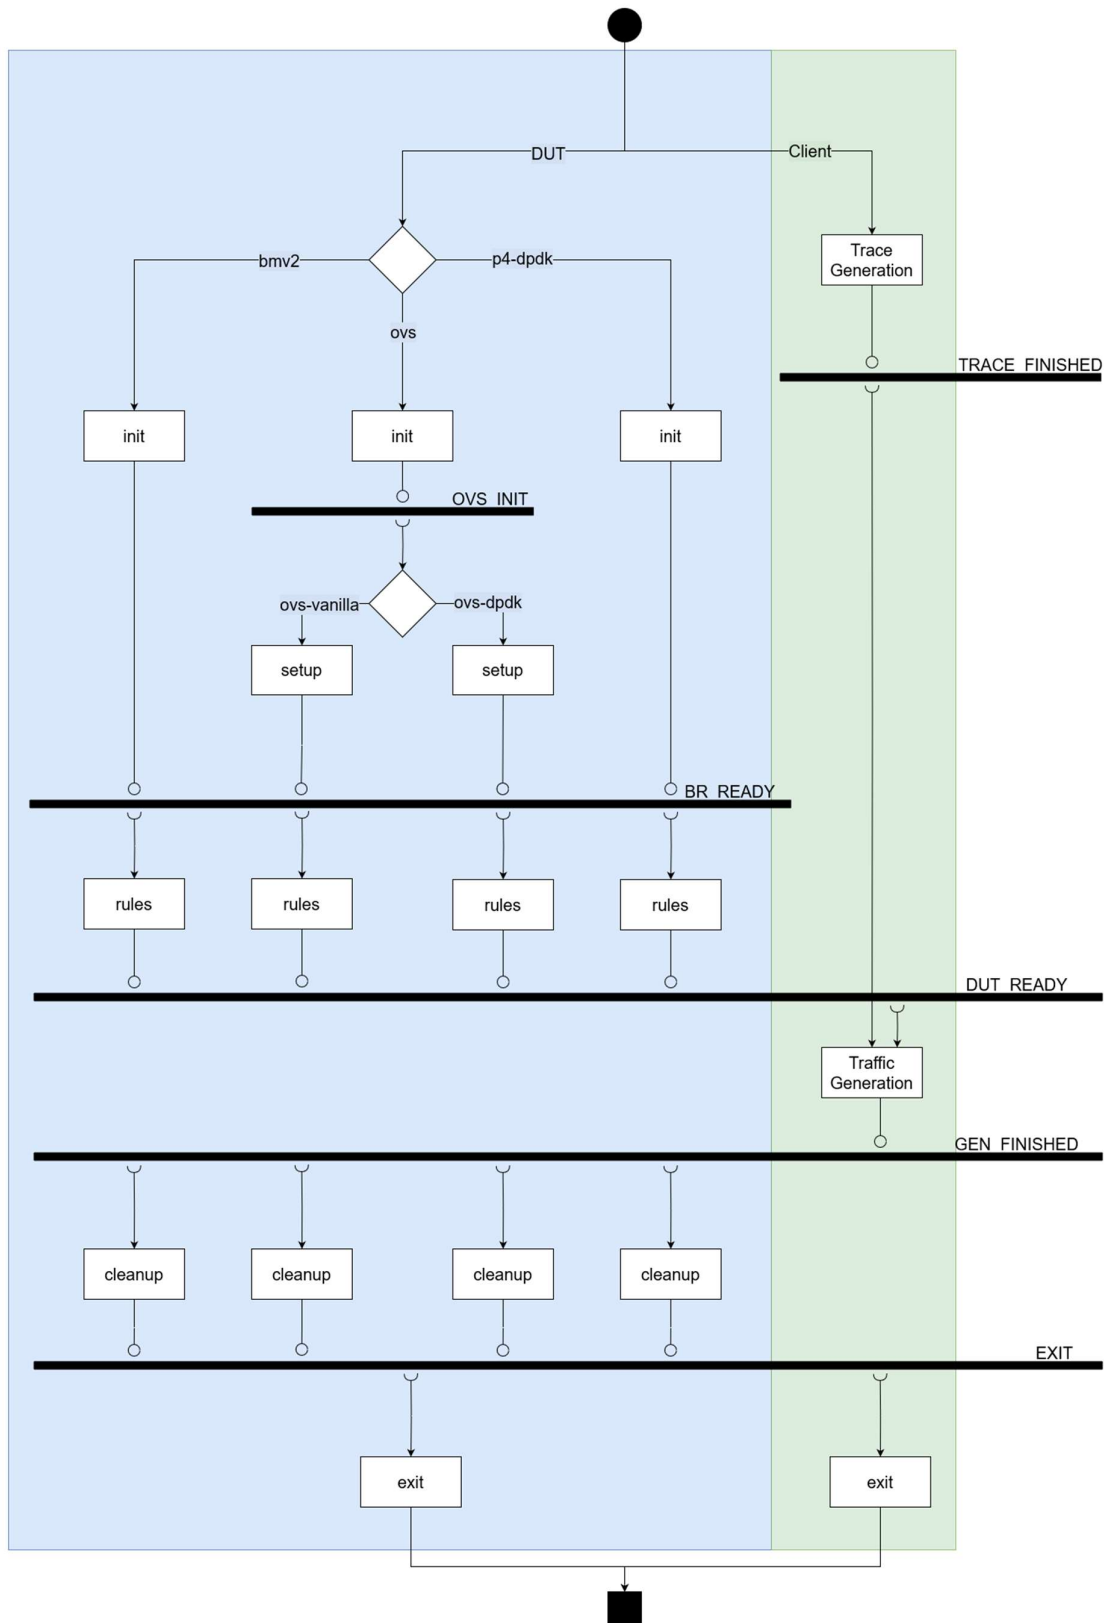 DUT
Client
bmv2
p4-dpdk
Trace
Generation
ovs
TRACE_FINISHED
init
init
init
OVS_INIT
ovs-vanilla
ovs-dpdk
setup
setup
BR_READY
rules
rules
rules
rules
DUT_READY
Traffic
Generation
GEN_FINISHED
cleanup
cleanup
cleanup
cleanup
EXIT
exit
exit